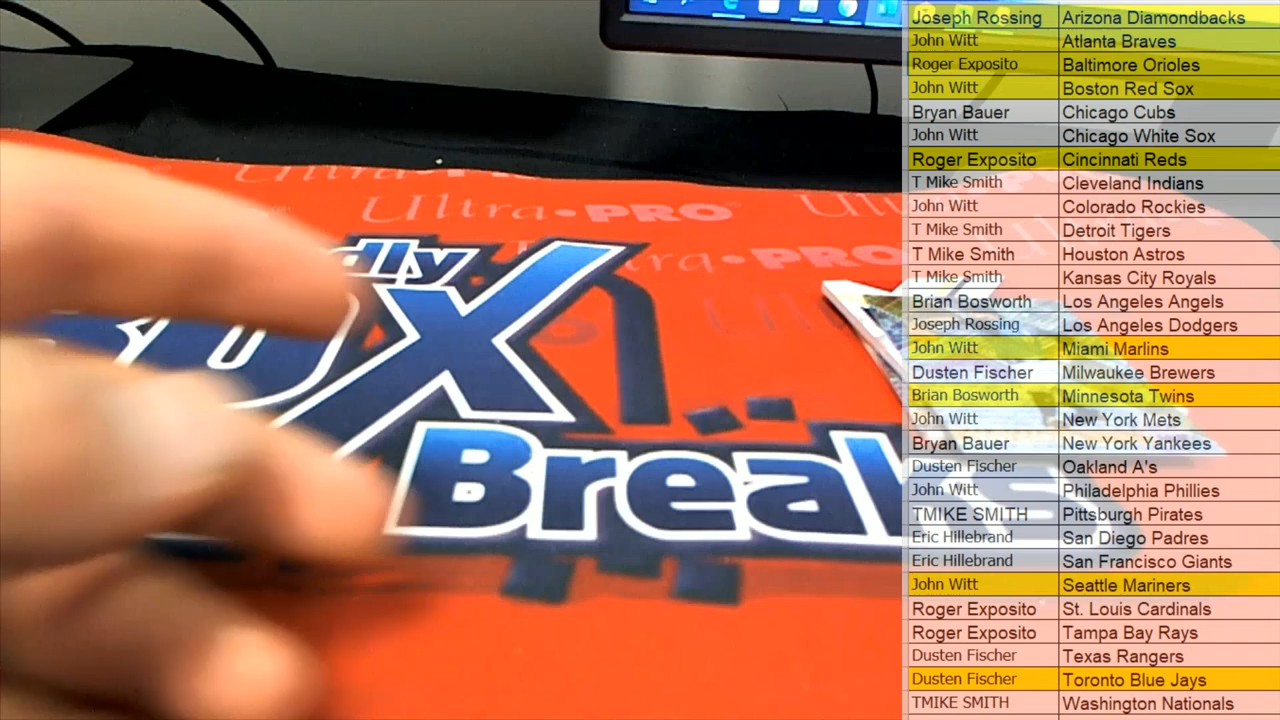 Joseph Rossing Arizona Diamondbacks
John Witt Atlanta Braves
Roger Exposito Baltimore Orioles
John Witt Boston Red Sox
Bryan Bauer Chicago Cubs
John Witt Chicago White Sox
Roger Exposito Cincinnati Reds
T Mike Smith Cleveland Indians
John Witt Colorado Rockies
T Mike Smith Detroit Tigers
T Mike Smith Houston Astros
T Mike Smith Kansas City Royals
Brian Bosworth Los Angeles Angels
Joseph Rossing Los Angeles Dodgers
John Witt Miami Marlins
Dusten Fischer Milwaukee Brewers
Brian Bosworth Minnesota Twins
John Witt New York Mets
Bryan Bauer New York Yankees
Dusten Fischer Oakland A's
John Witt Philadelphia Phillies
TMIKE SMITH Pittsburgh Pirates
Eric Hillebrand San Diego Padres
Eric Hillebrand San Francisco Giants
John Witt Seattle Mariners
Roger Exposito St. Louis Cardinals
Roger Exposito Tampa Bay Rays
Dusten Fischer Texas Rangers
Dusten Fischer Toronto Blue Jays
TMIKE SMITH Washington Nationals
Ultra•PRO